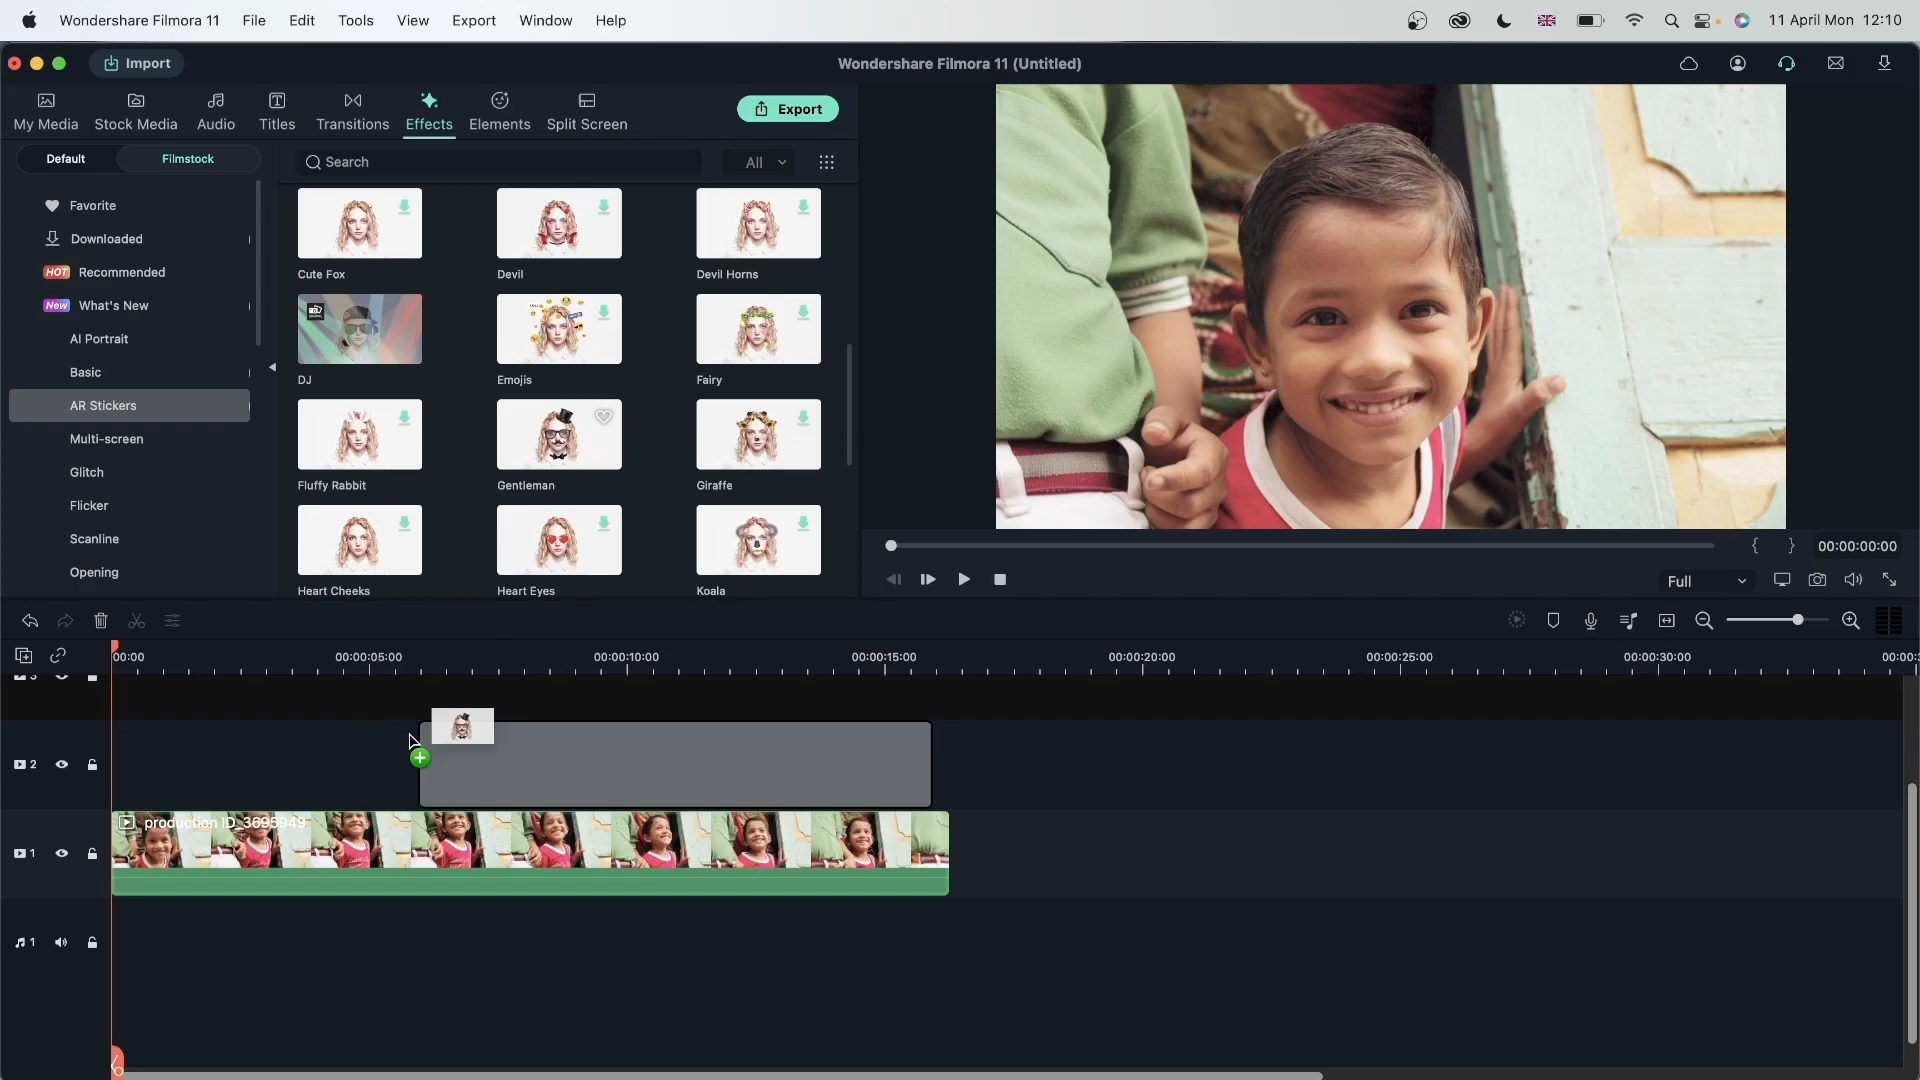 Wondershare Filmora 11 File Edit Tools View Export Window Help 11 April Mon 12:10
Import Wondershare Filmora 11 (Untitled)
My Media Stock Media Audio Titles Transitions Effects Elements Split Screen Export
Default Filmstock Search All
Favorite
Downloaded
HOT Recommended
New What's New
AI Portrait
Basic
AR Stickers
Multi-screen
Glitch
Flicker
Scanline
Opening
Cute Fox Devil Devil Horns
DJ Emojis Fairy
Fluffy Rabbit Gentleman Giraffe
Heart Cheeks Heart Eyes Koala
{ } 00:00:00:00
Full
00:00 00:00:05:00 00:00:10:00 00:00:15:00 00:00:20:00 00:00:25:00 00:00:30:00
3
2
production ID_3695949
1
1